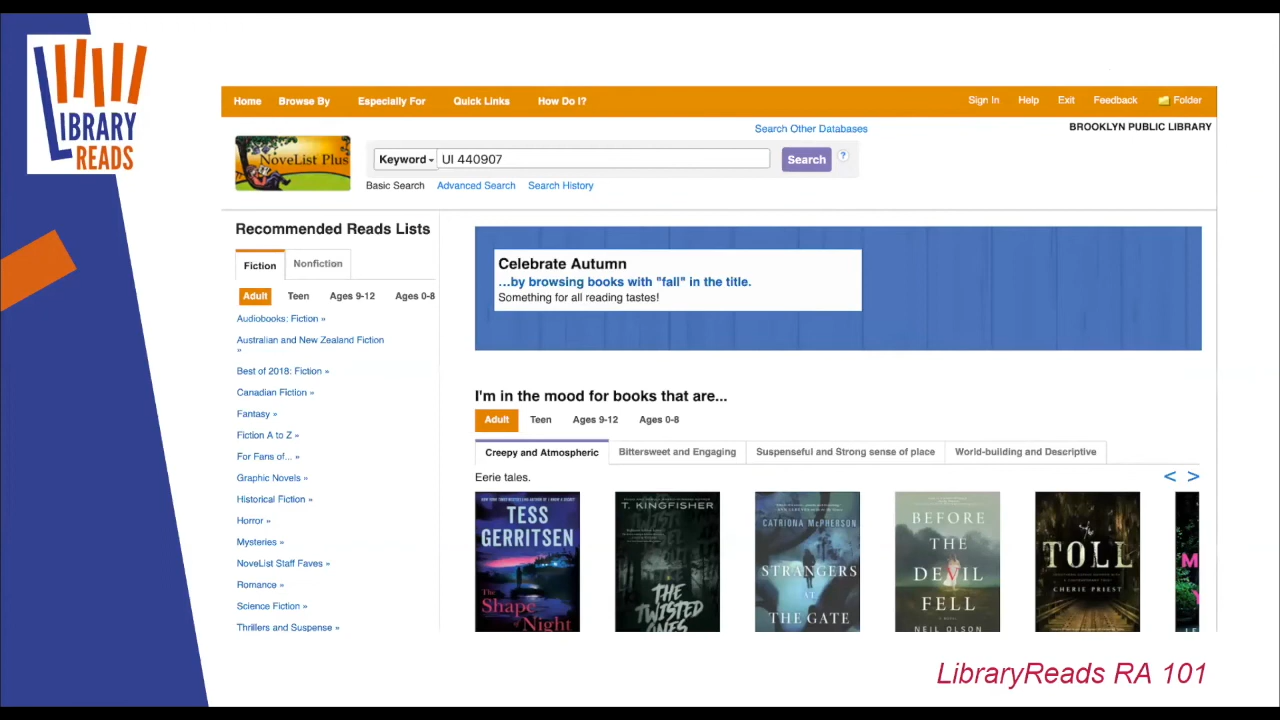 LIBRARY
READS
Home Browse By Especially For Quick Links How Do I? Sign In Help Exit Feedback Folder
Search Other Databases BROOKLYN PUBLIC LIBRARY
NoveList Plus Keyword UI 440907 Search ?
Basic Search Advanced Search Search History
Recommended Reads Lists
Fiction Nonfiction
Adult Teen Ages 9-12 Ages 0-8
Audiobooks: Fiction »
Australian and New Zealand Fiction
»
Best of 2018: Fiction »
Canadian Fiction »
Fantasy »
Fiction A to Z »
For Fans of... »
Graphic Novels »
Historical Fiction »
Horror »
Mysteries »
NoveList Staff Faves »
Romance »
Science Fiction »
Thrillers and Suspense »
Celebrate Autumn
...by browsing books with "fall" in the title.
Something for all reading tastes!
I'm in the mood for books that are...
Adult Teen Ages 9-12 Ages 0-8
Creepy and Atmospheric Bittersweet and Engaging Suspenseful and Strong sense of place World-building and Descriptive
Eerie tales. < >
TESS
GERRITSEN
The
Shape
Night
T. KINGFISHER
THE
TWISTED
ONES
CATRIONA McPHERSON
STRANGERS
AT
THE GATE
BEFORE
THE
DEVIL
FELL
NEIL OLSON
the
TOLL
CHERIE PRIEST
LibraryReads RA 101